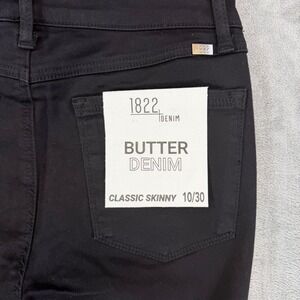 1822
DENIM
BUTTER
DENIM
CLASSIC SKINNY 10/30